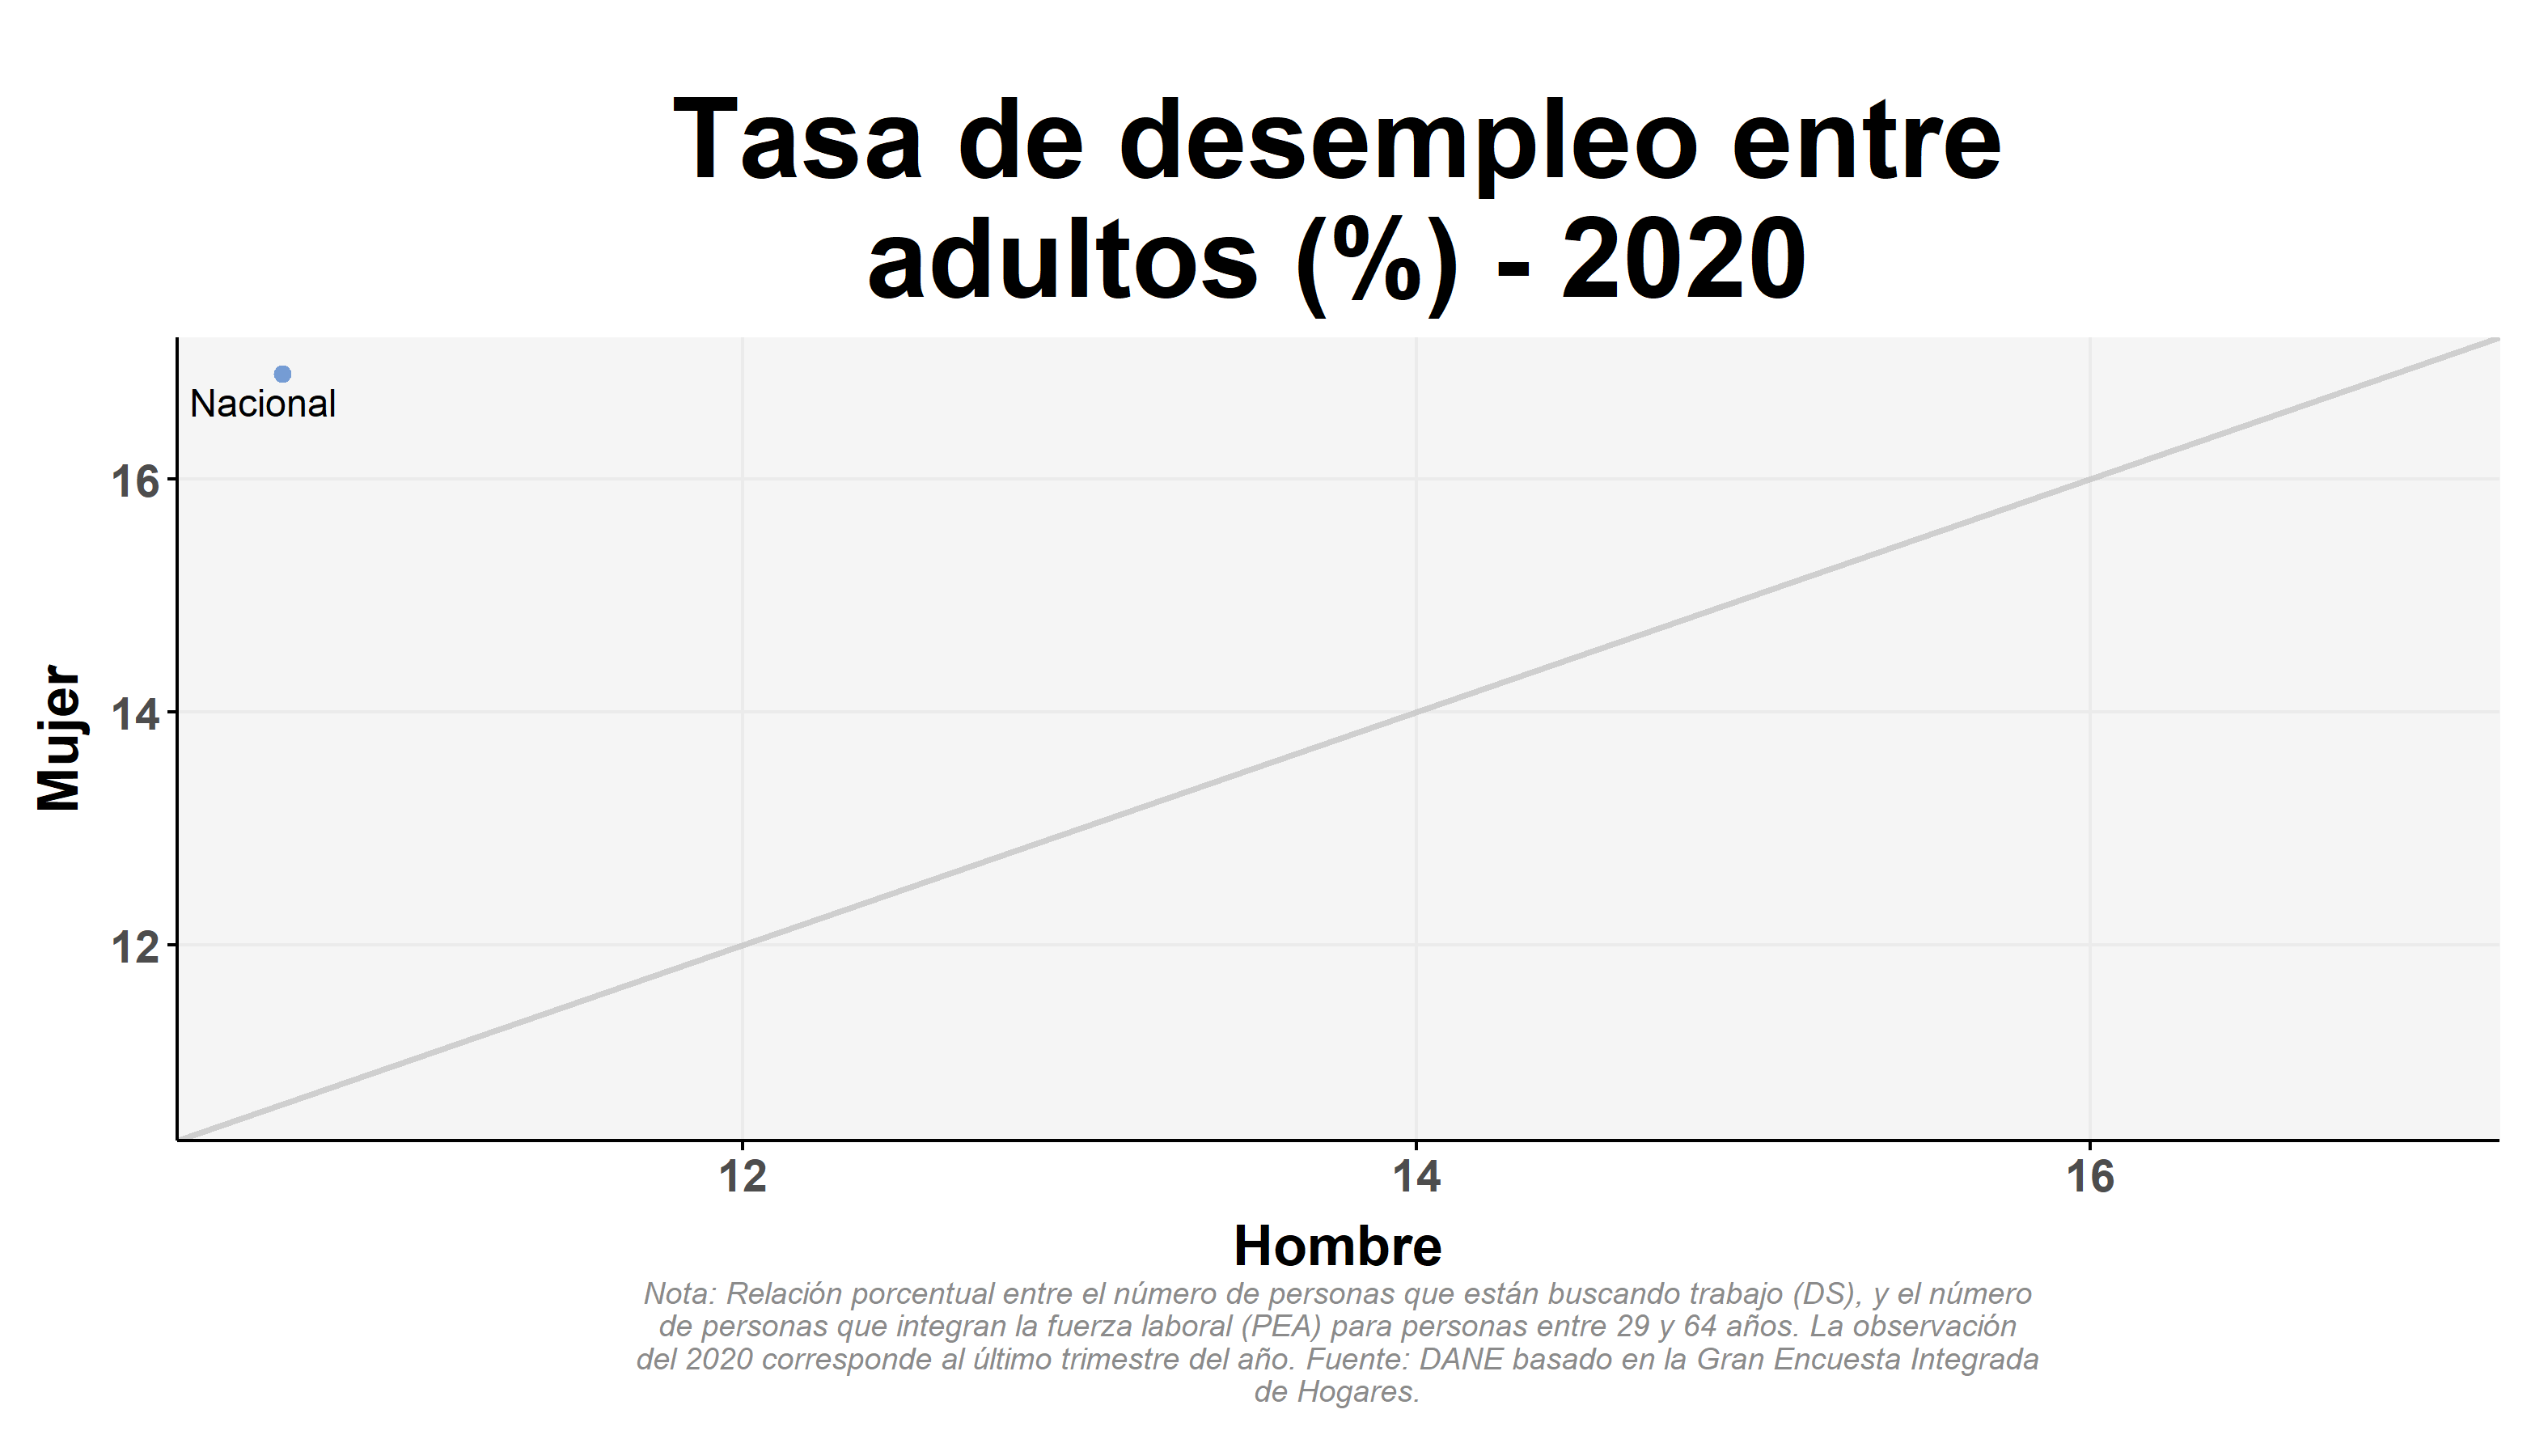 Tasa de desempleo entre
adultos (%) - 2020
Nacional
16
14
12
Mujer
12
14
16
Hombre
Nota: Relación porcentual entre el número de personas que están buscando trabajo (DS), y el número
de personas que integran la fuerza laboral (PEA) para personas entre 29 y 64 años. La observación
del 2020 corresponde al último trimestre del año. Fuente: DANE basado en la Gran Encuesta Integrada
de Hogares.